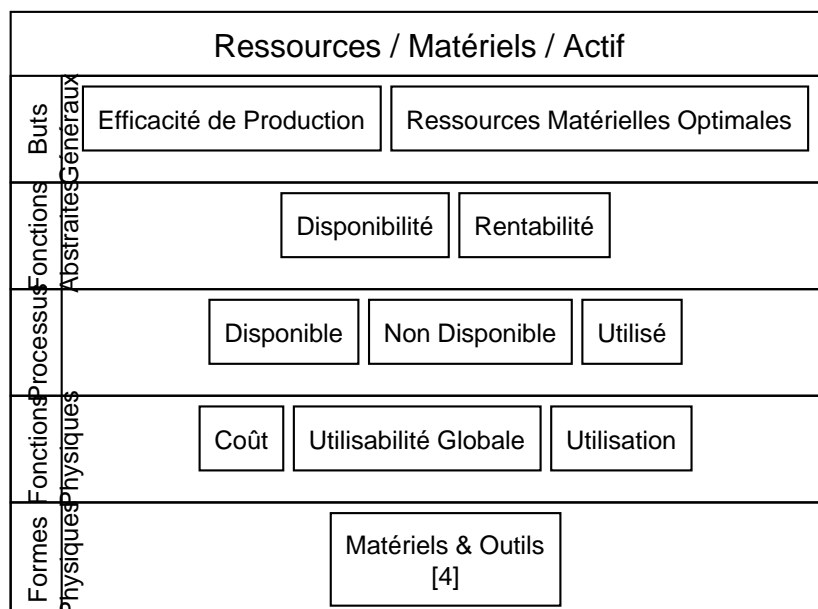 Ressources / Matériels / Actif
Buts
Généraux
Efficacité de Production
Ressources Matérielles Optimales
Fonctions
Abstraites
Disponibilité
Rentabilité
Processus
Disponible
Non Disponible
Utilisé
Fonctions
Physiques
Coût
Utilisabilité Globale
Utilisation
Formes
Physiques
Matériels & Outils
[4]